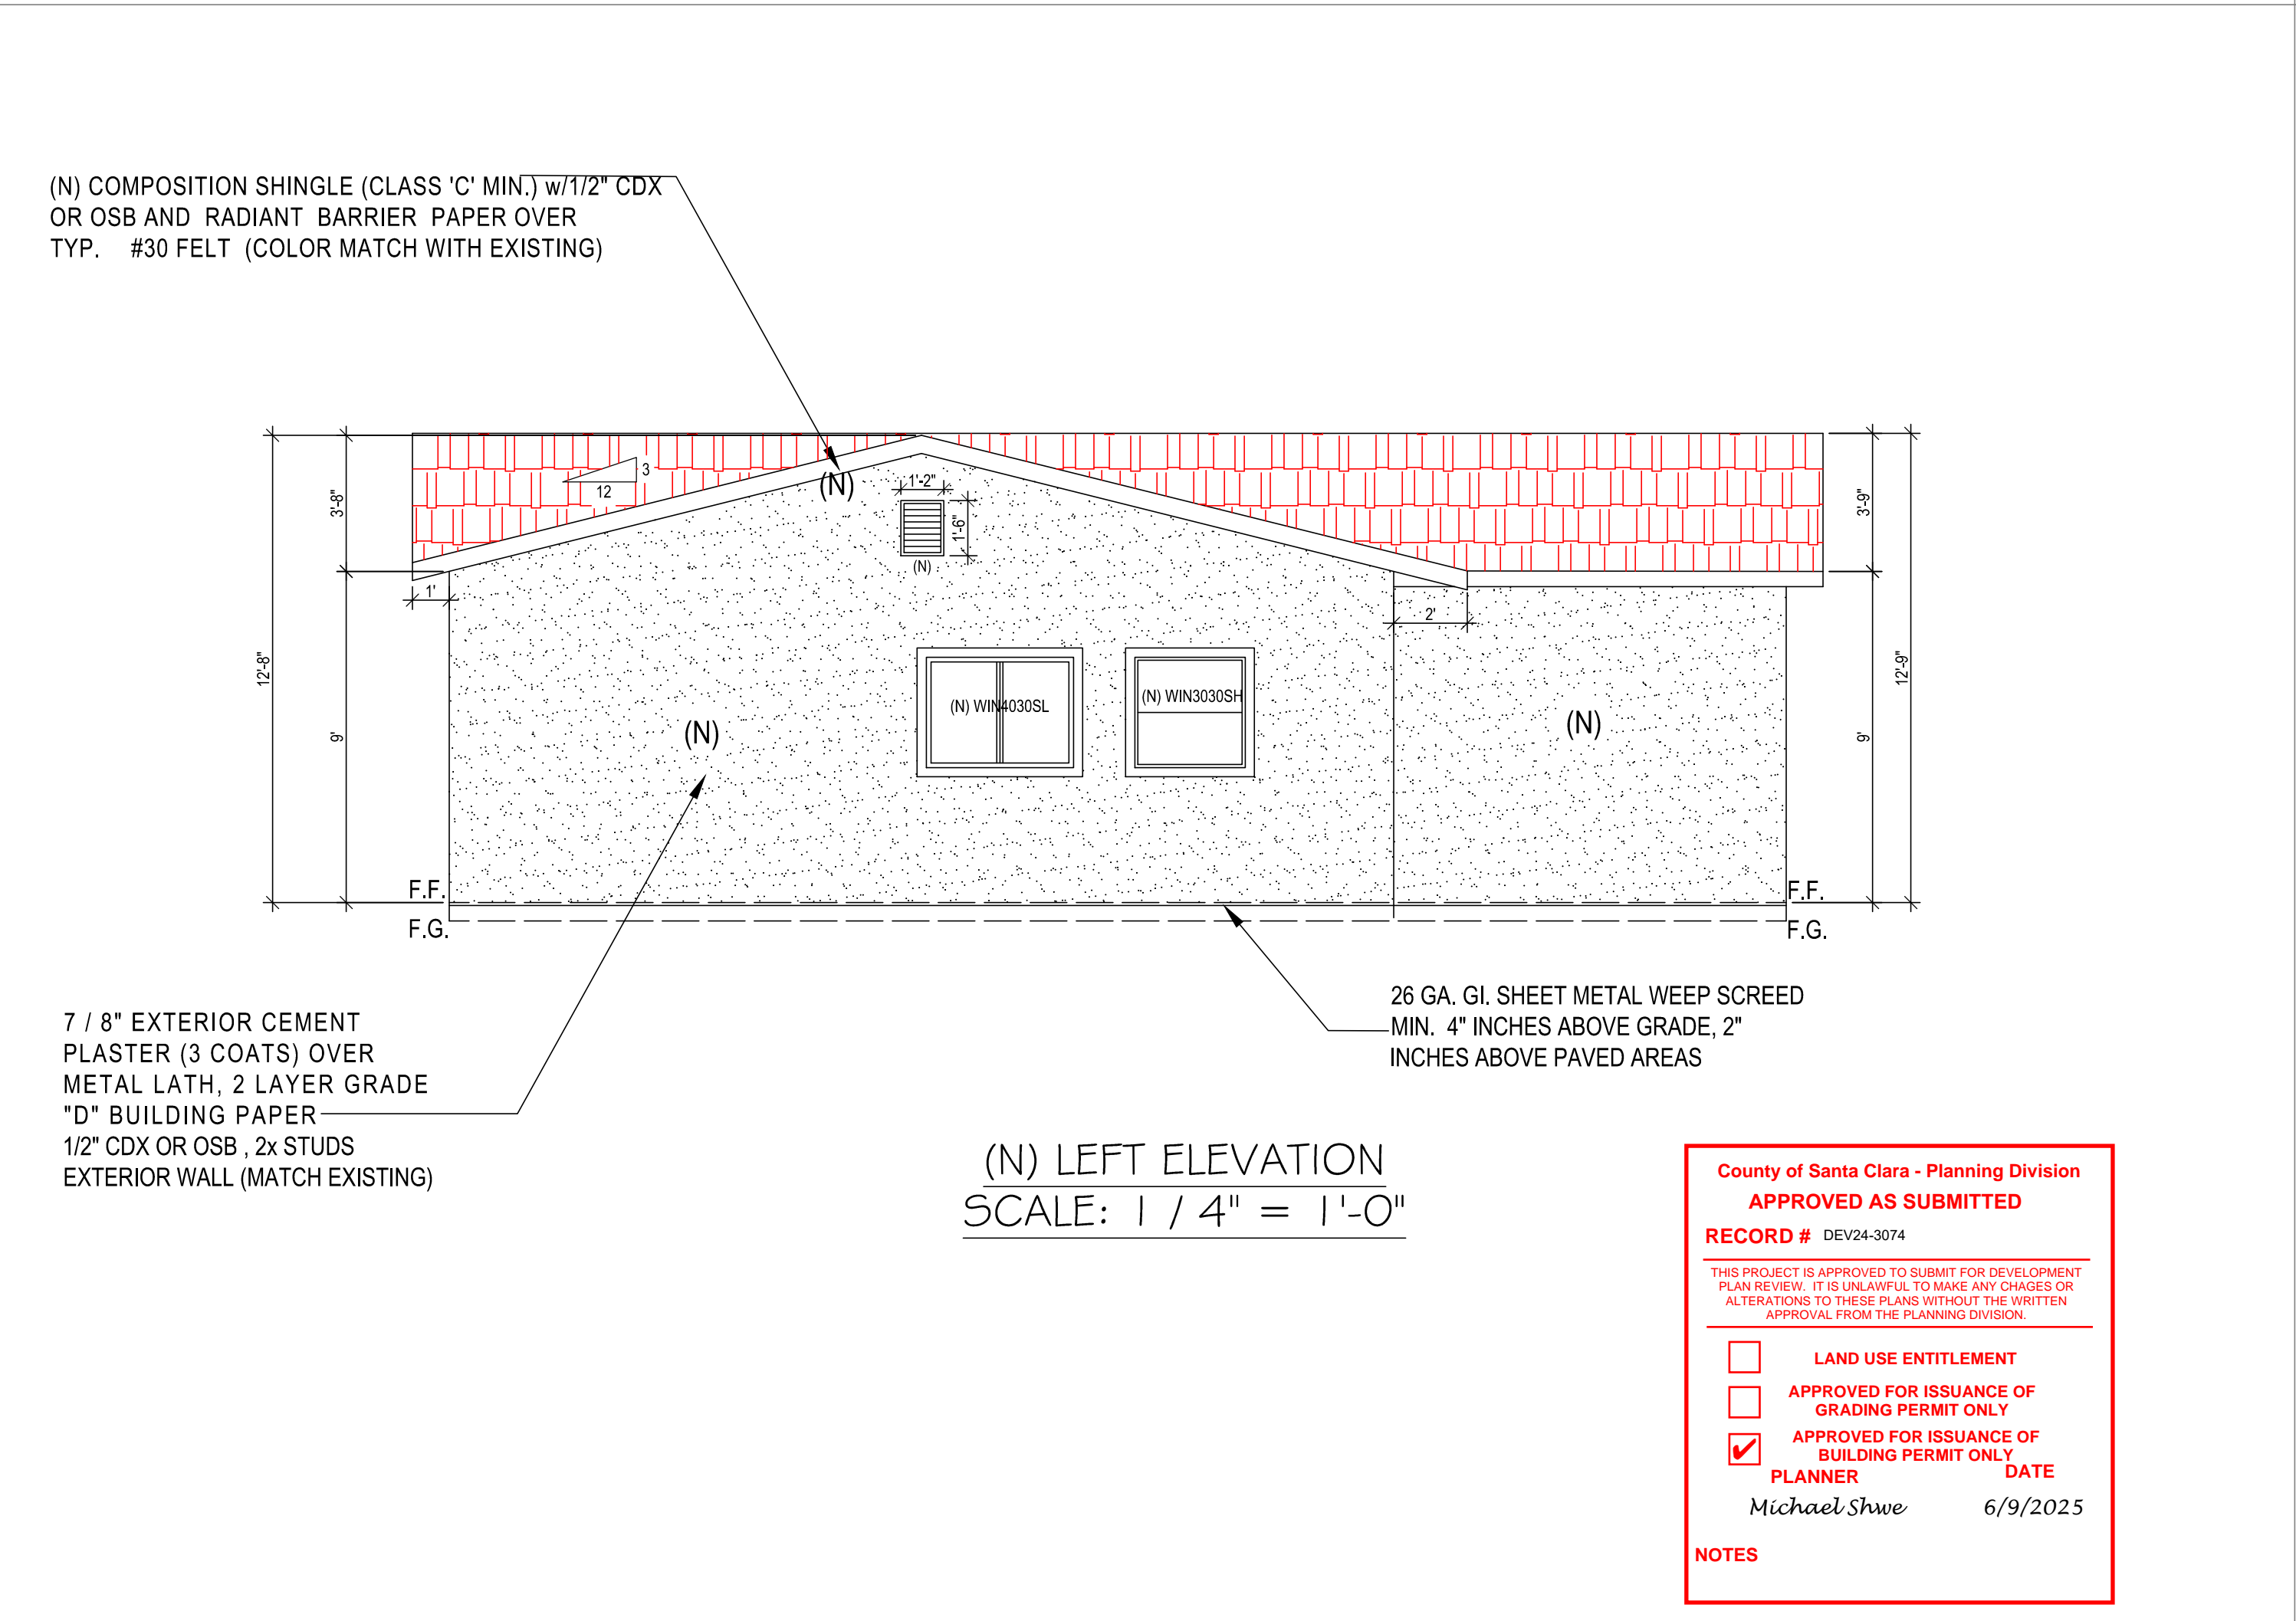 (N) COMPOSITION SHINGLE (CLASS 'C' MIN.) w/1/2" CDX
OR OSB AND RADIANT BARRIER PAPER OVER
TYP. #30 FELT (COLOR MATCH WITH EXISTING)
3
12
(N)
1'-2"
1'-6"
(N)
3'-8"
3'-9"
1'
2'
12'-8"
9'
(N) WIN4030SL
(N) WIN3030SH
(N)
(N)
9'
12'-9"
F.F.
F.G.
F.F.
F.G.
7 / 8" EXTERIOR CEMENT
PLASTER (3 COATS) OVER
METAL LATH, 2 LAYER GRADE
"D" BUILDING PAPER
1/2" CDX OR OSB , 2x STUDS
EXTERIOR WALL (MATCH EXISTING)
26 GA. GI. SHEET METAL WEEP SCREED
MIN. 4" INCHES ABOVE GRADE, 2"
INCHES ABOVE PAVED AREAS
(N) LEFT ELEVATION
SCALE: 1 / 4" = 1'-0"
County of Santa Clara - Planning Division
APPROVED AS SUBMITTED
RECORD # DEV24-3074
THIS PROJECT IS APPROVED TO SUBMIT FOR DEVELOPMENT
PLAN REVIEW. IT IS UNLAWFUL TO MAKE ANY CHAGES OR
ALTERATIONS TO THESE PLANS WITHOUT THE WRITTEN
APPROVAL FROM THE PLANNING DIVISION.
LAND USE ENTITLEMENT
APPROVED FOR ISSUANCE OF
GRADING PERMIT ONLY
APPROVED FOR ISSUANCE OF
BUILDING PERMIT ONLY
PLANNER DATE
Michael Shwe 6/9/2025
NOTES